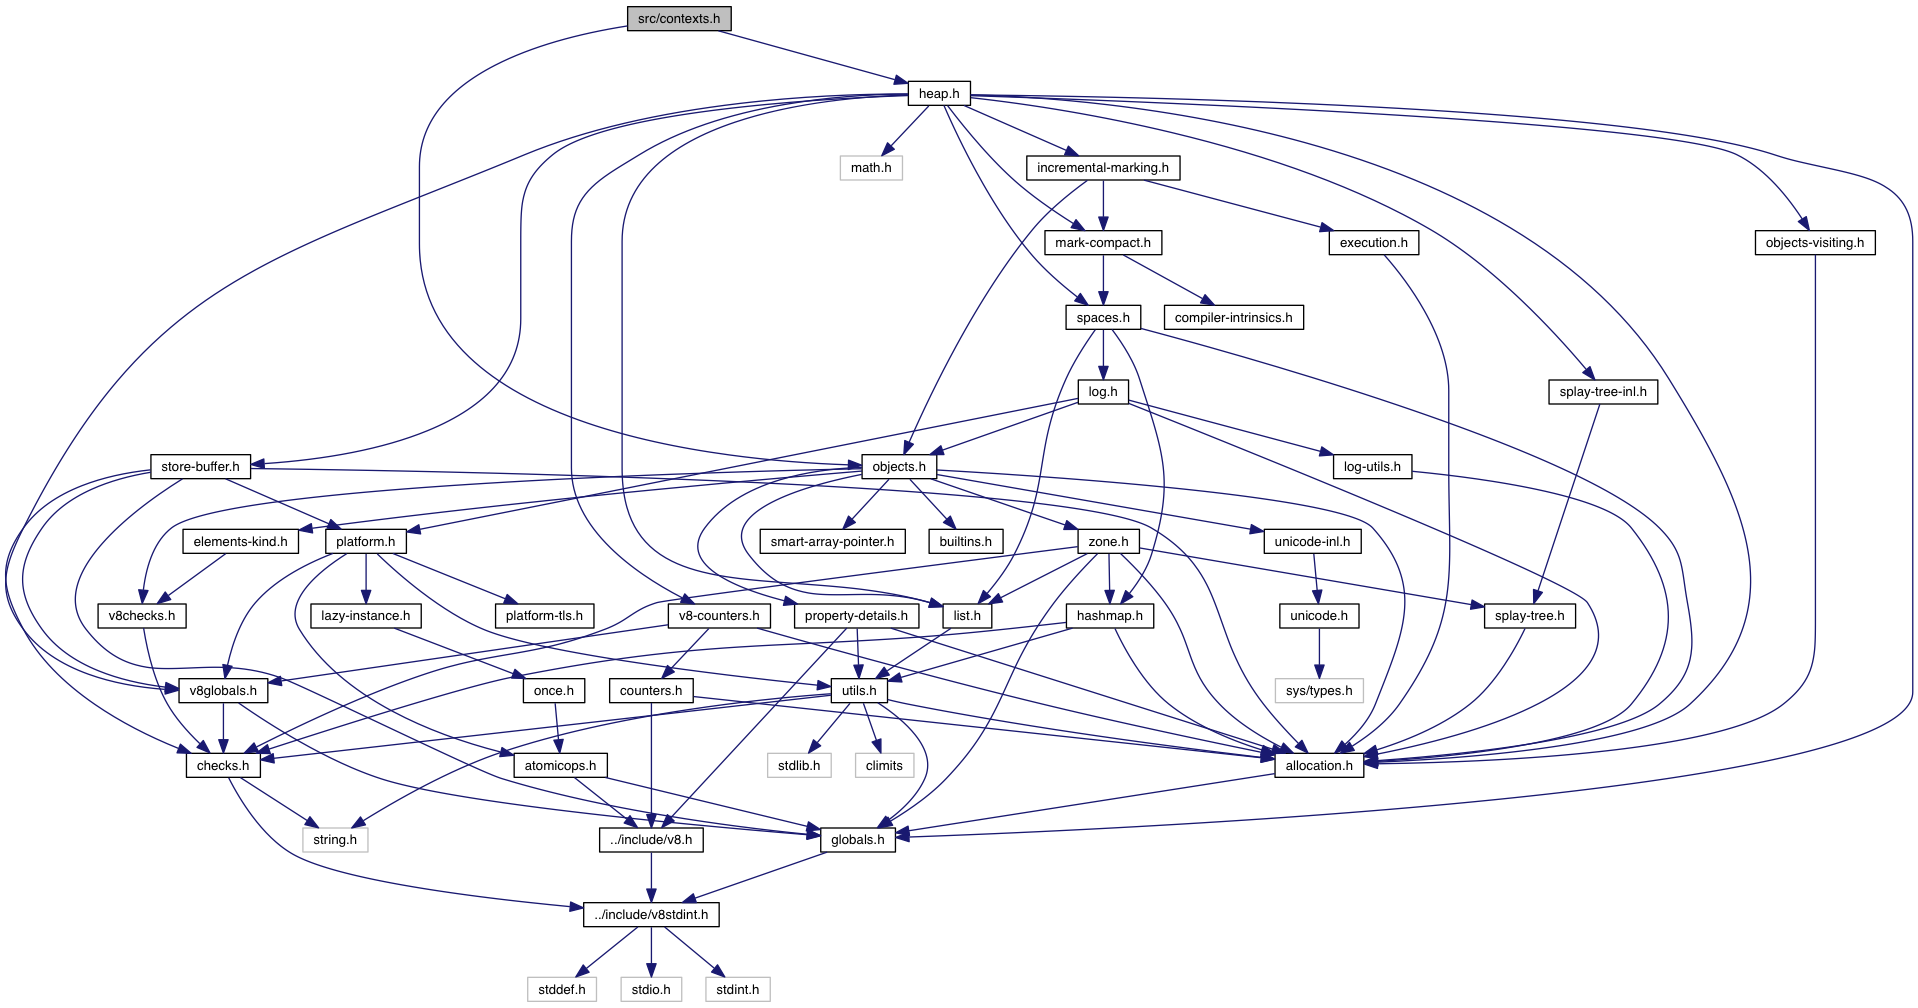 src/contexts.h
heap.h
math.h
incremental-marking.h
mark-compact.h
execution.h
objects-visiting.h
spaces.h
compiler-intrinsics.h
log.h
splay-tree-inl.h
store-buffer.h
objects.h
log-utils.h
elements-kind.h
platform.h
smart-array-pointer.h
builtins.h
zone.h
unicode-inl.h
v8checks.h
lazy-instance.h
platform-tls.h
v8-counters.h
property-details.h
list.h
hashmap.h
unicode.h
splay-tree.h
v8globals.h
once.h
counters.h
utils.h
sys/types.h
checks.h
atomicops.h
stdlib.h
climits
allocation.h
string.h
../include/v8.h
globals.h
../include/v8stdint.h
stddef.h
stdio.h
stdint.h